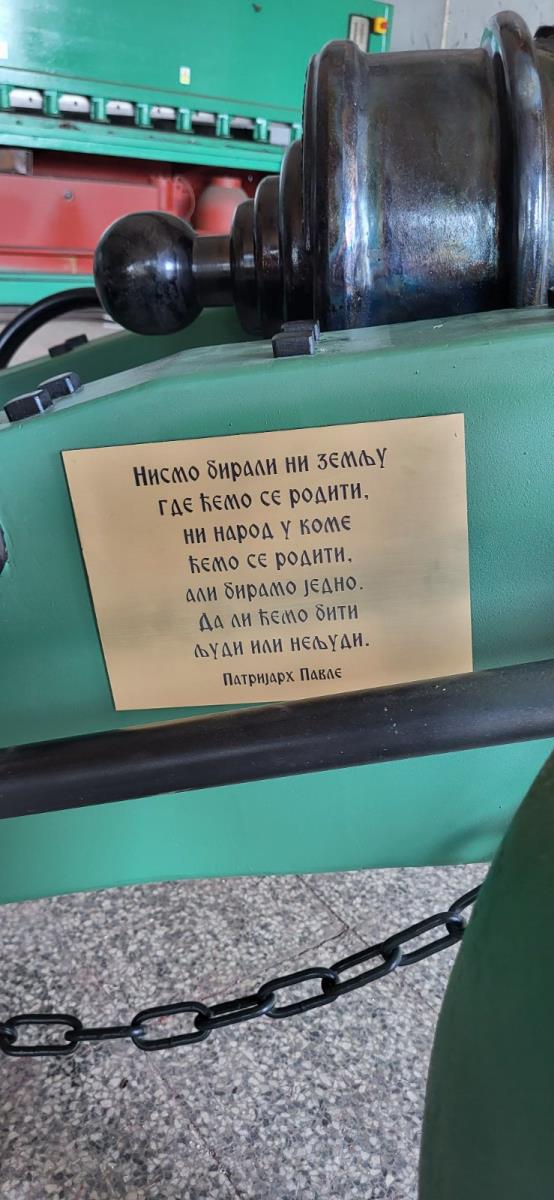 Нисмо бирали ни земљу
где ћемо се родити,
ни народ у коме
ћемо се родити,
али бирамо једно.
Да ли ћемо бити
људи или нељуди.
Патријарх Павле